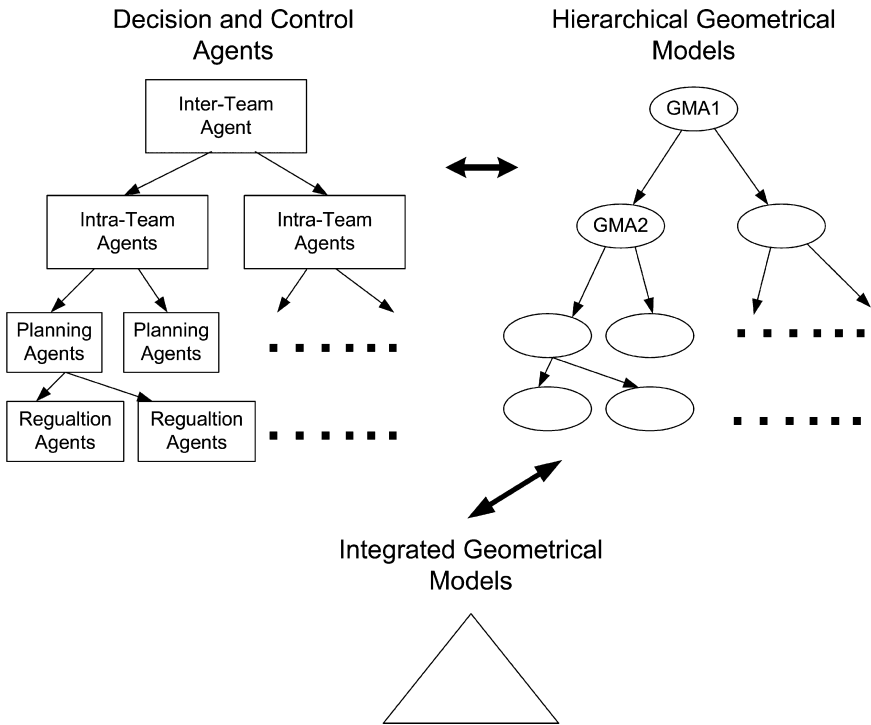 Decision and Control
Agents
Hierarchical Geometrical
Models
Inter-Team
Agent
GMA1
Intra-Team
Agents
Intra-Team
Agents
GMA2
Planning
Agents
Planning
Agents
Regualtion
Agents
Regualtion
Agents
Integrated Geometrical
Models